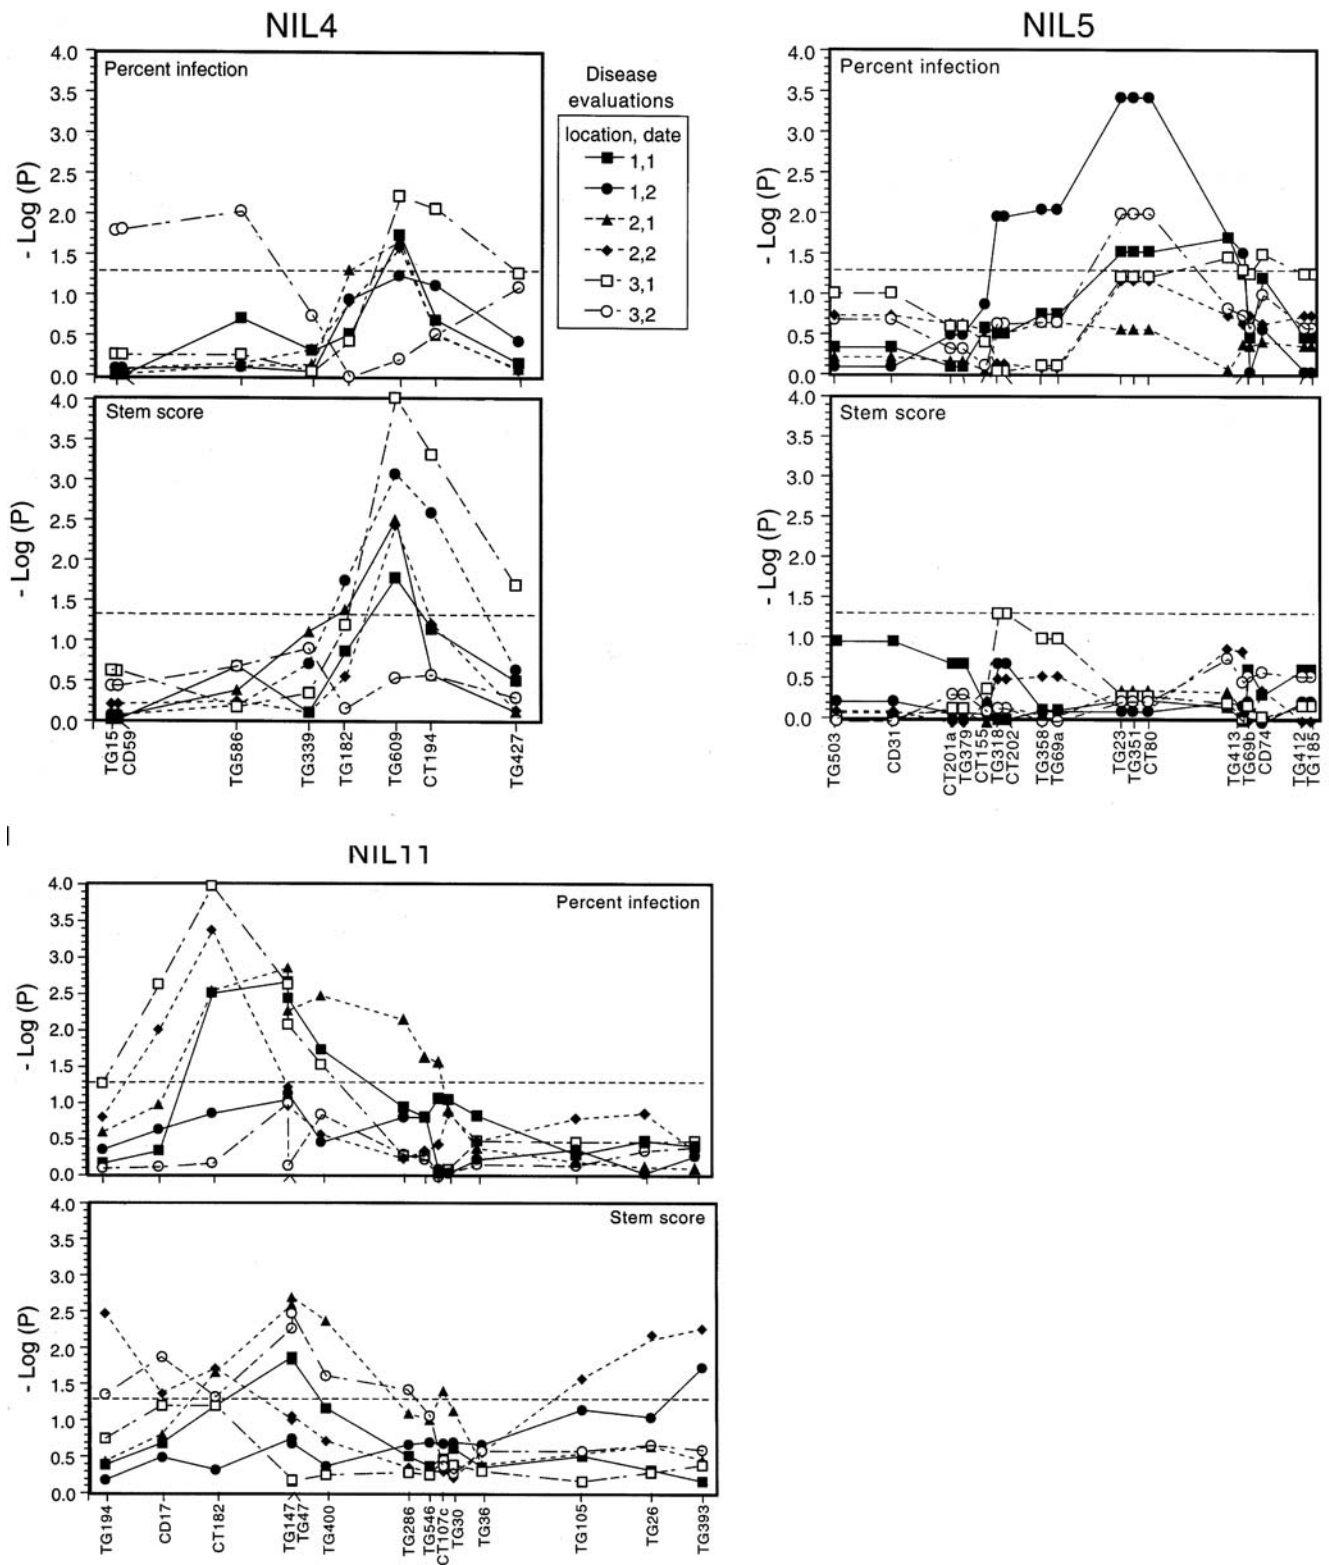 NIL4
NIL5
4.0
3.5
3.0
2.5
2.0
1.5
1.0
0.5
0.0
- Log (P)
Percent infection
Disease
evaluations
location, date
1,1
1,2
2,1
2,2
3,1
3,2
4.0
3.5
3.0
2.5
2.0
1.5
1.0
0.5
0.0
- Log (P)
Percent infection
4.0
3.5
3.0
2.5
2.0
1.5
1.0
0.5
0.0
- Log (P)
Stem score
TG15
CD59
TG586
TG339
TG182
TG609
CT194
TG427
4.0
3.5
3.0
2.5
2.0
1.5
1.0
0.5
0.0
- Log (P)
Stem score
TG503
CD31
CT201a
TG379
CT155
TG318
CT202
TG358
TG69a
TG23
TG351
CT80
TG413
TG69b
CD74
TG412
TG185
NIL11
4.0
3.5
3.0
2.5
2.0
1.5
1.0
0.5
0.0
- Log (P)
Percent infection
4.0
3.5
3.0
2.5
2.0
1.5
1.0
0.5
0.0
- Log (P)
Stem score
TG194
CD17
CT182
TG147
TG47
TG400
TG286
TG546
CT107c
TG30
TG36
TG105
TG26
TG393